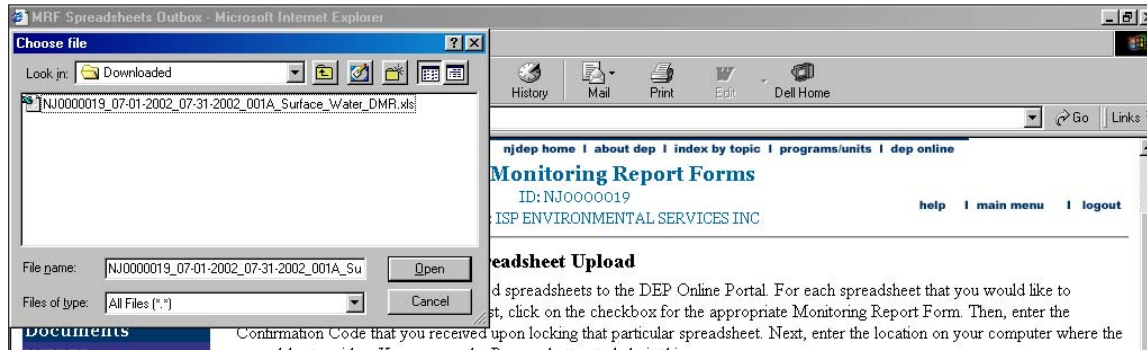 MRF Spreadsheets Outbox - Microsoft Internet Explorer
Choose file
Look in: Downloaded
NJ0000019_07-01-2002_07-31-2002_001A_Surface_Water_DMR.xls
File name: NJ0000019_07-01-2002_07-31-2002_001A_Su Open
Files of type: All Files (*.*) Cancel
History Mail Print Edit Dell Home
Go Links
njdep home | about dep | index by topic | programs/units | dep online
Monitoring Report Forms
ID: NJ0000019
help | main menu | logout
ISP ENVIRONMENTAL SERVICES INC
eadsheet Upload
d spreadsheets to the DEP Online Portal. For each spreadsheet that you would like to
st, click on the checkbox for the appropriate Monitoring Report Form. Then, enter the
Documents
Confirmation Code that you received upon locking that particular spreadsheet. Next, enter the location on your computer where the